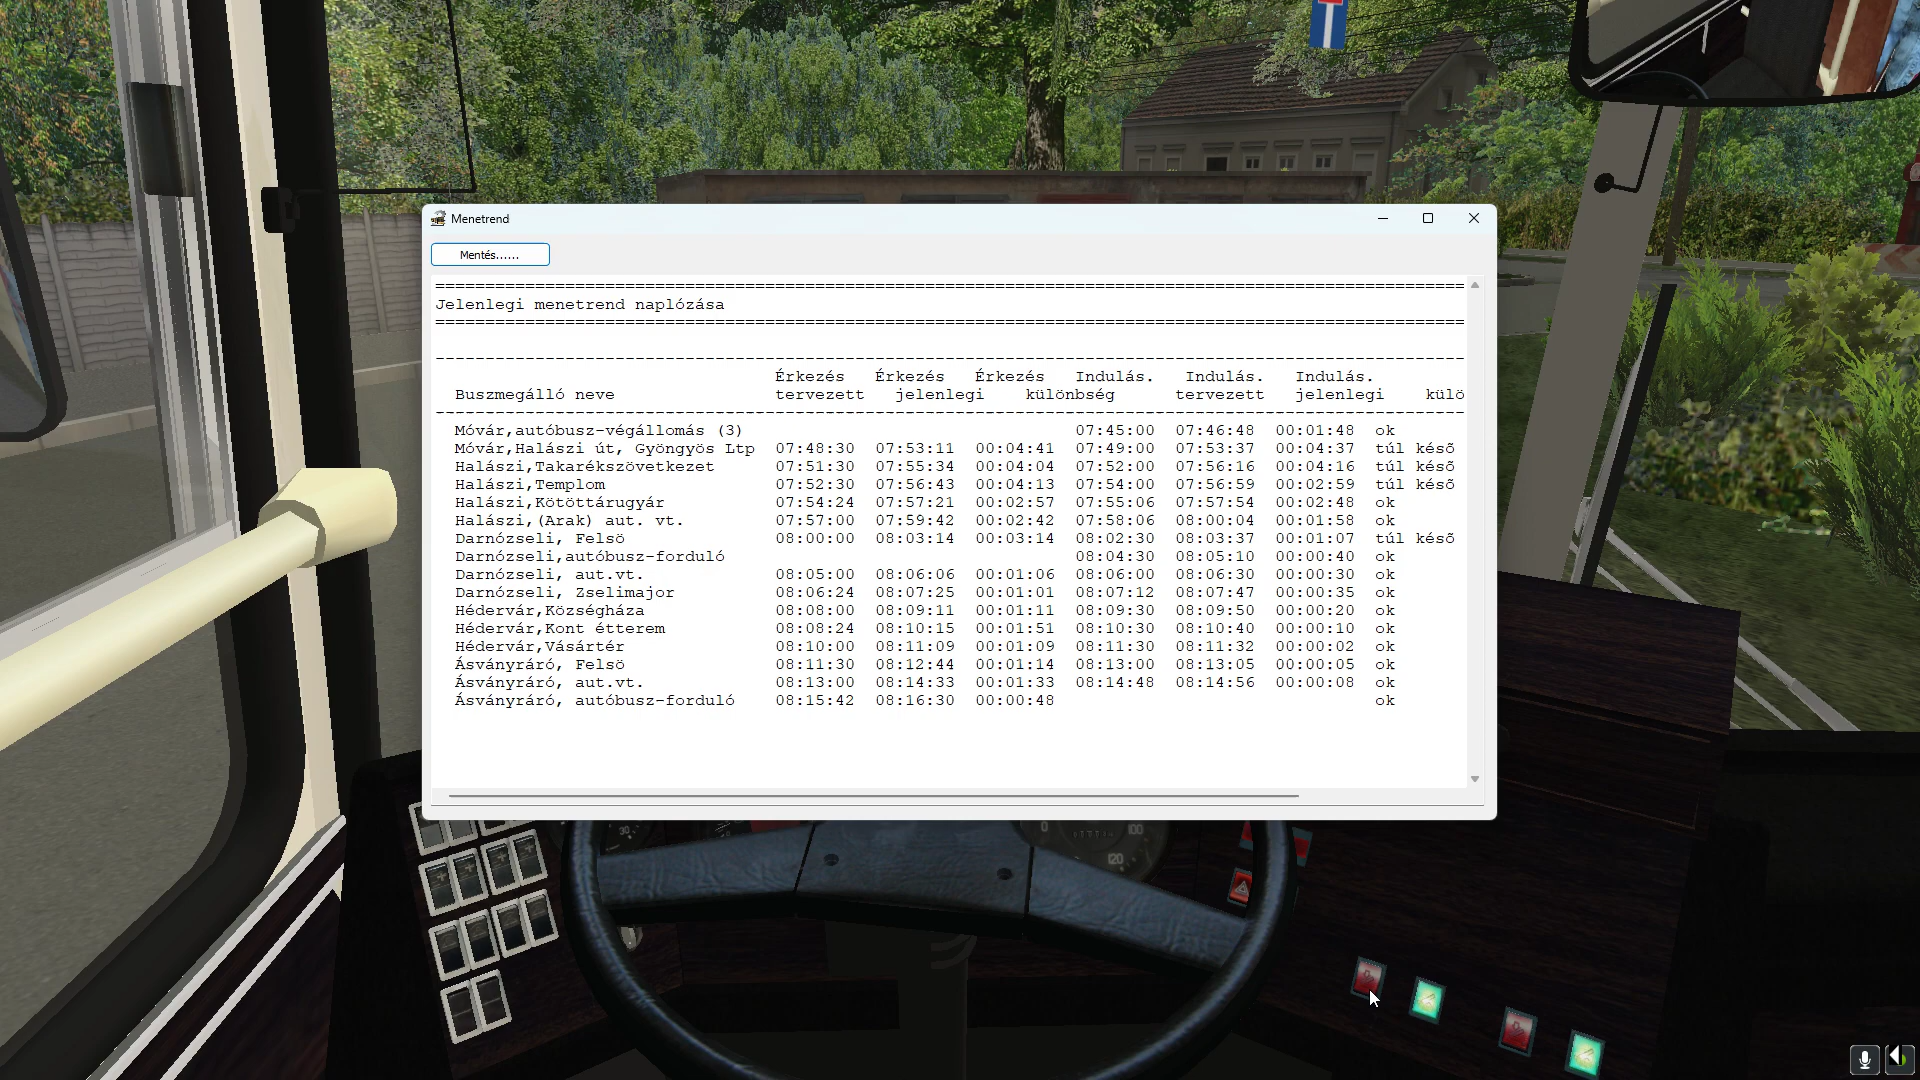 Menetrend
Mentés......
Jelenlegi menetrend naplózása
Érkezés Érkezés Érkezés Indulás. Indulás. Indulás.
Buszmegálló neve tervezett jelenlegi különbség tervezett jelenlegi külö
Móvár,autóbusz-végállomás (3) 07:45:00 07:46:48 00:01:48 ok
Móvár,Halászi út, Gyöngyös Ltp 07:48:30 07:53:11 00:04:41 07:49:00 07:53:37 00:04:37 túl késõ
Halászi,Takarékszövetkezet 07:51:30 07:55:34 00:04:04 07:52:00 07:56:16 00:04:16 túl késõ
Halászi,Templom 07:52:30 07:56:43 00:04:13 07:54:00 07:56:59 00:02:59 túl késõ
Halászi,Kötöttárugyár 07:54:24 07:57:21 00:02:57 07:55:06 07:57:54 00:02:48 ok
Halászi,(Arak) aut. vt. 07:57:00 07:59:42 00:02:42 07:58:06 08:00:04 00:01:58 ok
Darnózseli, Felsö 08:00:00 08:03:14 00:03:14 08:02:30 08:03:37 00:01:07 túl késõ
Darnózseli,autóbusz-forduló 08:04:30 08:05:10 00:00:40 ok
Darnózseli, aut.vt. 08:05:00 08:06:06 00:01:06 08:06:00 08:06:30 00:00:30 ok
Darnózseli, Zselimajor 08:06:24 08:07:25 00:01:01 08:07:12 08:07:47 00:00:35 ok
Hédervár,Községháza 08:08:00 08:09:11 00:01:11 08:09:30 08:09:50 00:00:20 ok
Hédervár,Kont étterem 08:08:24 08:10:15 00:01:51 08:10:30 08:10:40 00:00:10 ok
Hédervár,Vásártér 08:10:00 08:11:09 00:01:09 08:11:30 08:11:32 00:00:02 ok
Ásványráró, Felsö 08:11:30 08:12:44 00:01:14 08:13:00 08:13:05 00:00:05 ok
Ásványráró, aut.vt. 08:13:00 08:14:33 00:01:33 08:14:48 08:14:56 00:00:08 ok
Ásványráró, autóbusz-forduló 08:15:42 08:16:30 00:00:48 ok
30
0
100
120